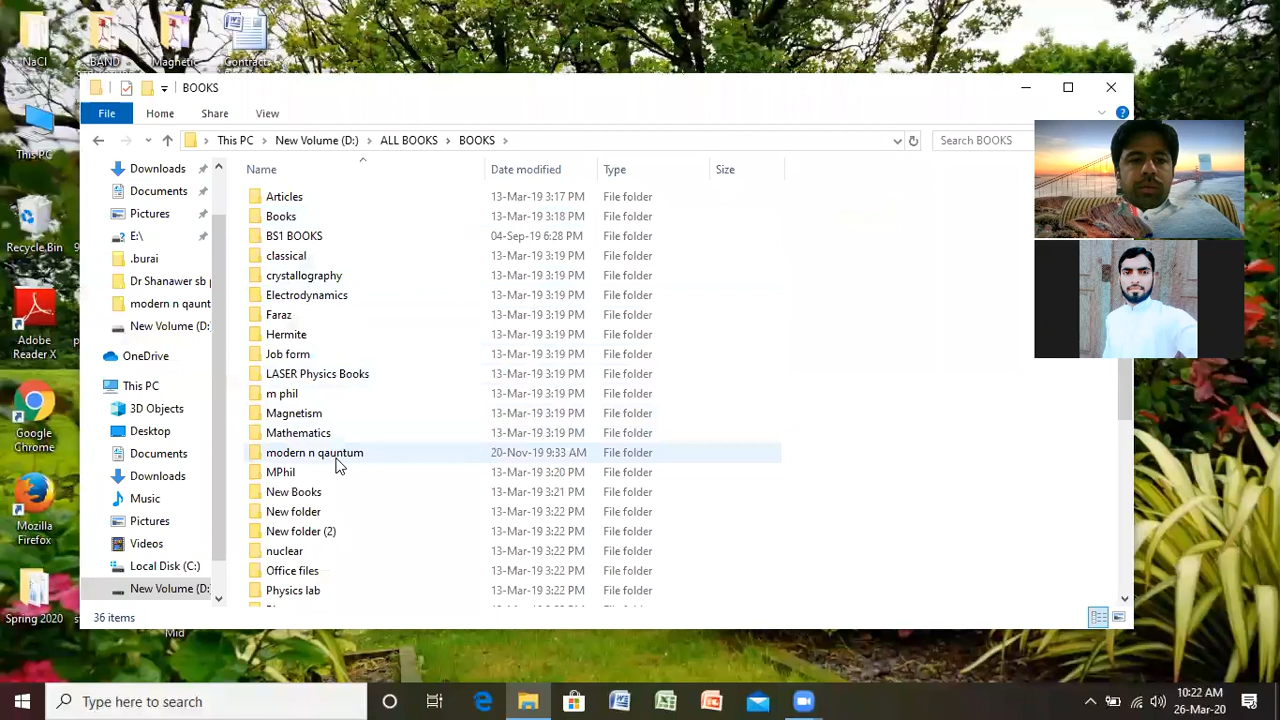 NaCl
BAND
Magnetic
Contract
This PC
Recycle Bin
Adobe
Reader X
Google
Chrome
Mozilla
Firefox
Spring 2020
Mid
BOOKS
File
Home
Share
View
This PC
New Volume (D:)
ALL BOOKS
BOOKS
Search BOOKS
Downloads
Documents
Pictures
E:\
.burai
Dr Shanawer sb
modern n qaunt
New Volume (D:
OneDrive
This PC
3D Objects
Desktop
Documents
Downloads
Music
Pictures
Videos
Local Disk (C:)
New Volume (D:
Name Date modified Type Size
Articles 13-Mar-19 3:17 PM File folder
Books 13-Mar-19 3:18 PM File folder
BS1 BOOKS 04-Sep-19 6:28 PM File folder
classical 13-Mar-19 3:19 PM File folder
crystallography 13-Mar-19 3:19 PM File folder
Electrodynamics 13-Mar-19 3:19 PM File folder
Faraz 13-Mar-19 3:19 PM File folder
Hermite 13-Mar-19 3:19 PM File folder
Job form 13-Mar-19 3:19 PM File folder
LASER Physics Books 13-Mar-19 3:19 PM File folder
m phil 13-Mar-19 3:19 PM File folder
Magnetism 13-Mar-19 3:19 PM File folder
Mathematics 13-Mar-19 3:19 PM File folder
modern n qauntum 20-Nov-19 9:33 AM File folder
MPhil 13-Mar-19 3:20 PM File folder
New Books 13-Mar-19 3:21 PM File folder
New folder 13-Mar-19 3:22 PM File folder
New folder (2) 13-Mar-19 3:22 PM File folder
nuclear 13-Mar-19 3:22 PM File folder
Office files 13-Mar-19 3:22 PM File folder
Physics lab 13-Mar-19 3:22 PM File folder
36 items
Type here to search
10:22 AM
26-Mar-20